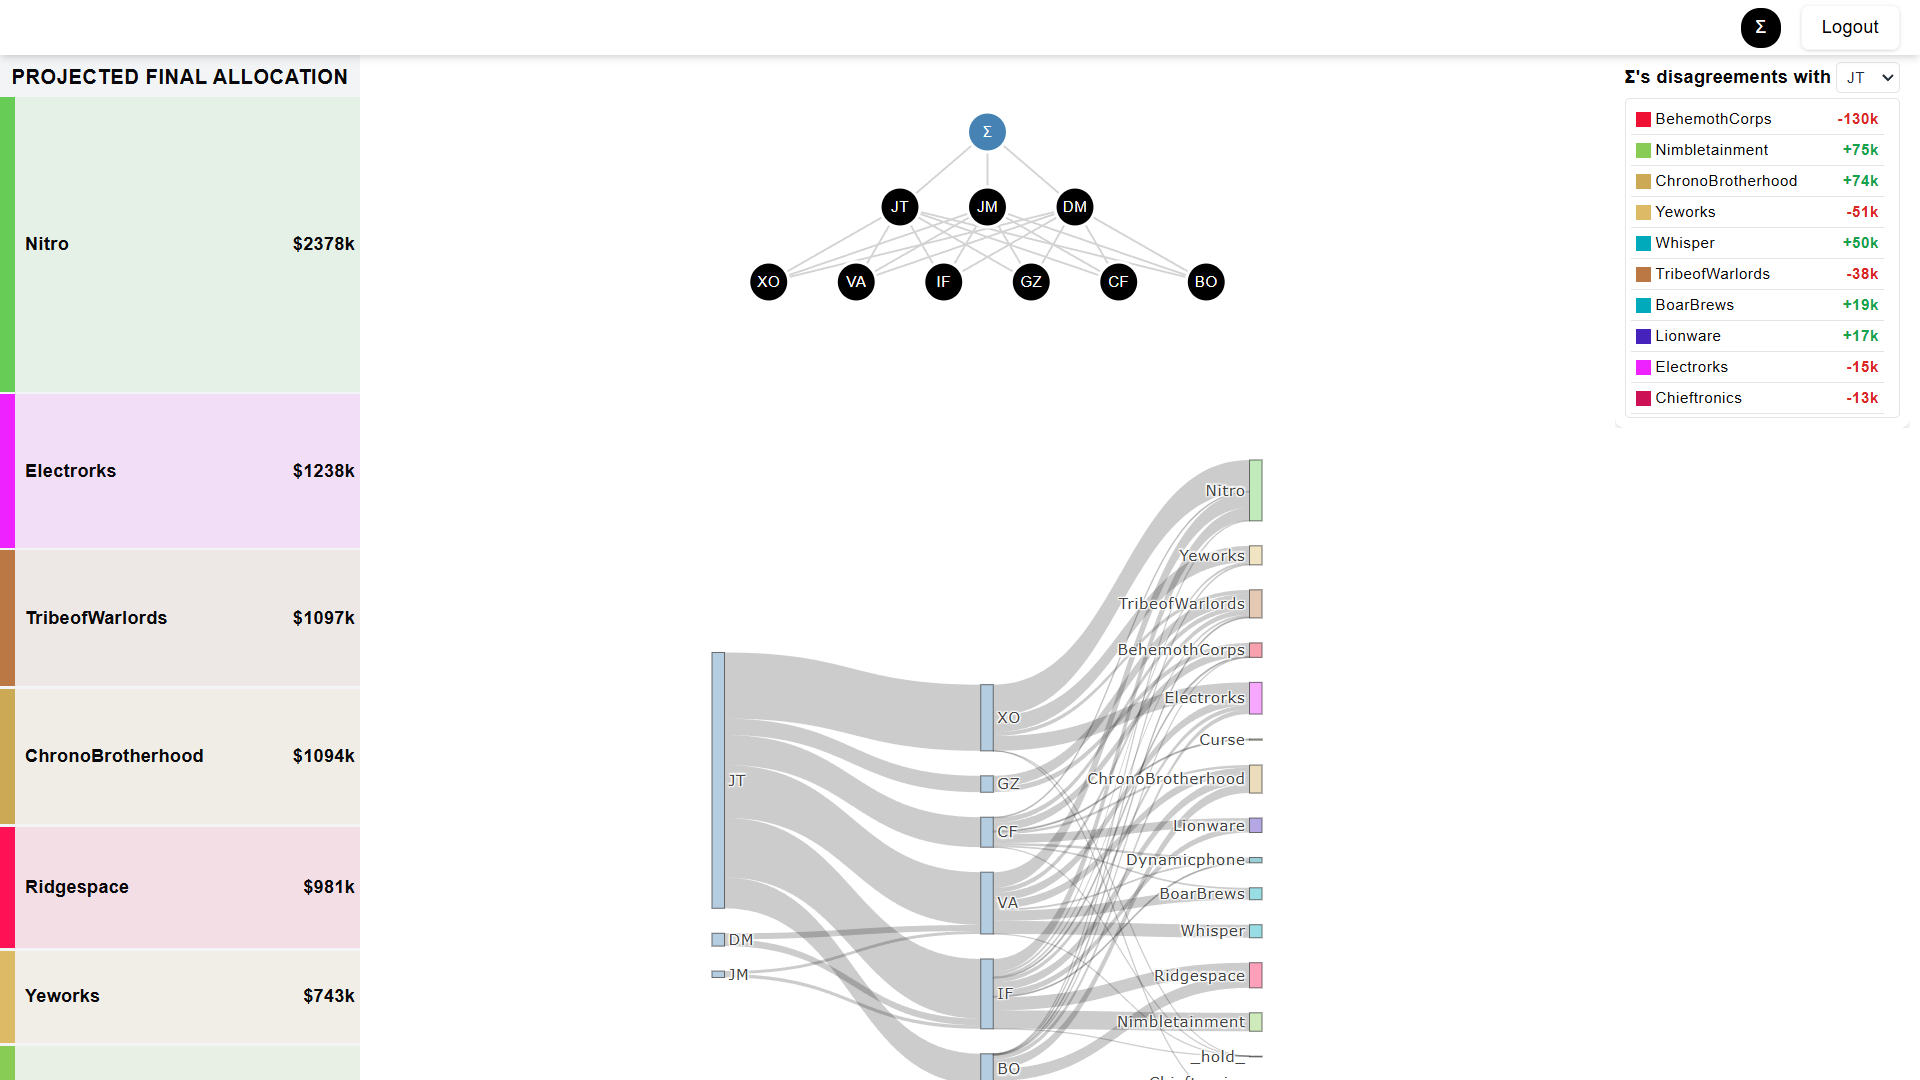 Σ
Logout
PROJECTED FINAL ALLOCATION
Nitro $2378k
Electrorks $1238k
TribeofWarlords $1097k
ChronoBrotherhood $1094k
Ridgespace $981k
Yeworks $743k
Σ
JT JM DM
XO VA IF GZ CF BO
Σ's disagreements with JT
BehemothCorps -130k
Nimbletainment +75k
ChronoBrotherhood +74k
Yeworks -51k
Whisper +50k
TribeofWarlords -38k
BoarBrews +19k
Lionware +17k
Electrorks -15k
Chieftronics -13k
JT
DM
JM
XO
GZ
CF
VA
IF
BO
Nitro
Yeworks
TribeofWarlords
BehemothCorps
Electrorks
Curse
ChronoBrotherhood
Lionware
Dynamicphone
BoarBrews
Whisper
Ridgespace
Nimbletainment
_hold_